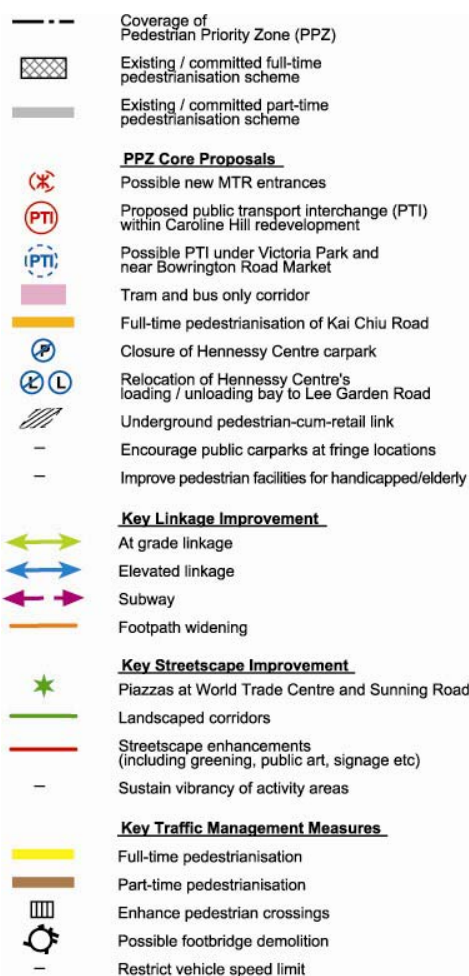 Coverage of
Pedestrian Priority Zone (PPZ)
Existing / committed full-time
pedestrianisation scheme
Existing / committed part-time
pedestrianisation scheme
PPZ Core Proposals
Possible new MTR entrances
PTI
Proposed public transport interchange (PTI)
within Caroline Hill redevelopment
PTI
Possible PTI under Victoria Park and
near Bowrington Road Market
Tram and bus only corridor
Full-time pedestrianisation of Kai Chiu Road
P
Closure of Hennessy Centre carpark
L L
Relocation of Hennessy Centre's
loading / unloading bay to Lee Garden Road
Underground pedestrian-cum-retail link
– Encourage public carparks at fringe locations
– Improve pedestrian facilities for handicapped/elderly
Key Linkage Improvement
At grade linkage
Elevated linkage
Subway
Footpath widening
Key Streetscape Improvement
Piazzas at World Trade Centre and Sunning Road
Landscaped corridors
Streetscape enhancements
(including greening, public art, signage etc)
– Sustain vibrancy of activity areas
Key Traffic Management Measures
Full-time pedestrianisation
Part-time pedestrianisation
Enhance pedestrian crossings
Possible footbridge demolition
– Restrict vehicle speed limit